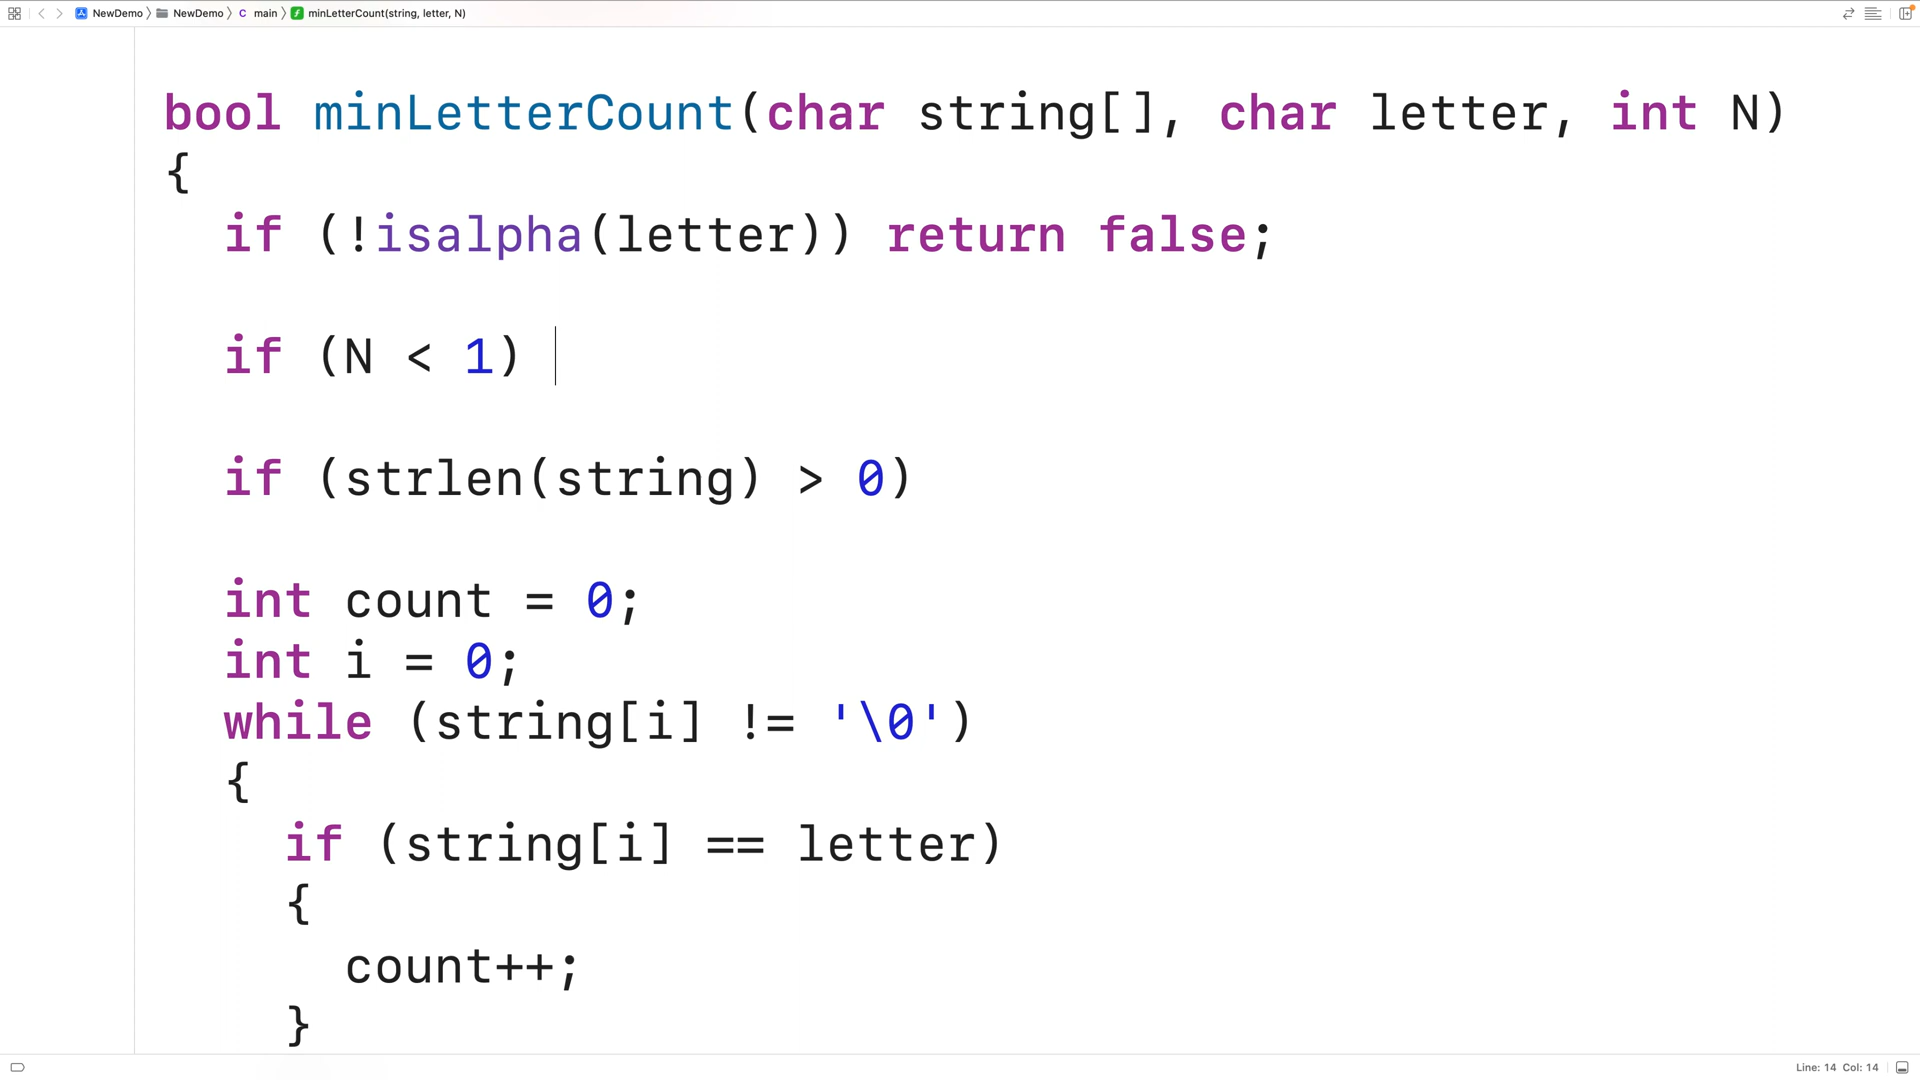 NewDemo NewDemo C main f minLetterCount(string, letter, N)
bool minLetterCount(char string[], char letter, int N)
{
if (!isalpha(letter)) return false;
if (N < 1)
if (strlen(string) > 0)
int count = 0;
int i = 0;
while (string[i] != '\0')
{
if (string[i] == letter)
{
count++;
}
Line: 14 Col: 14